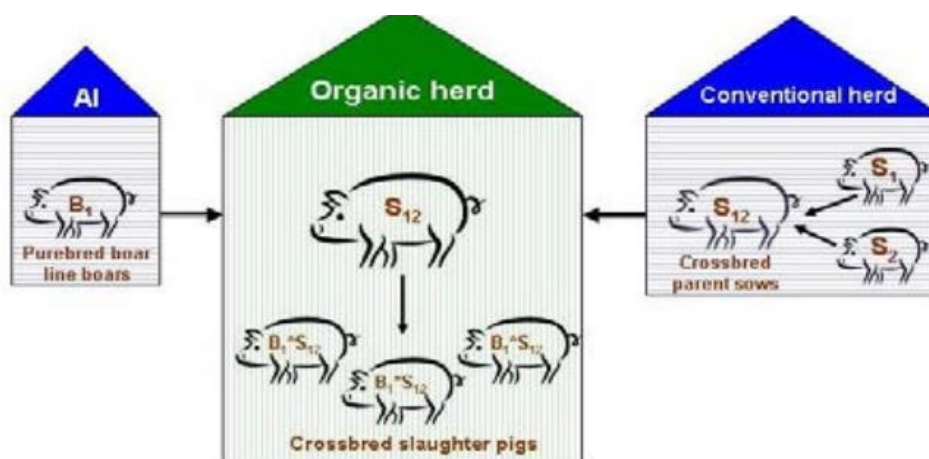 AI
B₁
Purebred boar
line boars
Organic herd
S₁₂
B₁*S₁₂
B₁*S₁₂
B₁*S₁₂
Crossbred slaughter pigs
Conventional herd
S₁
S₁₂
S₂
Crossbred
parent sows